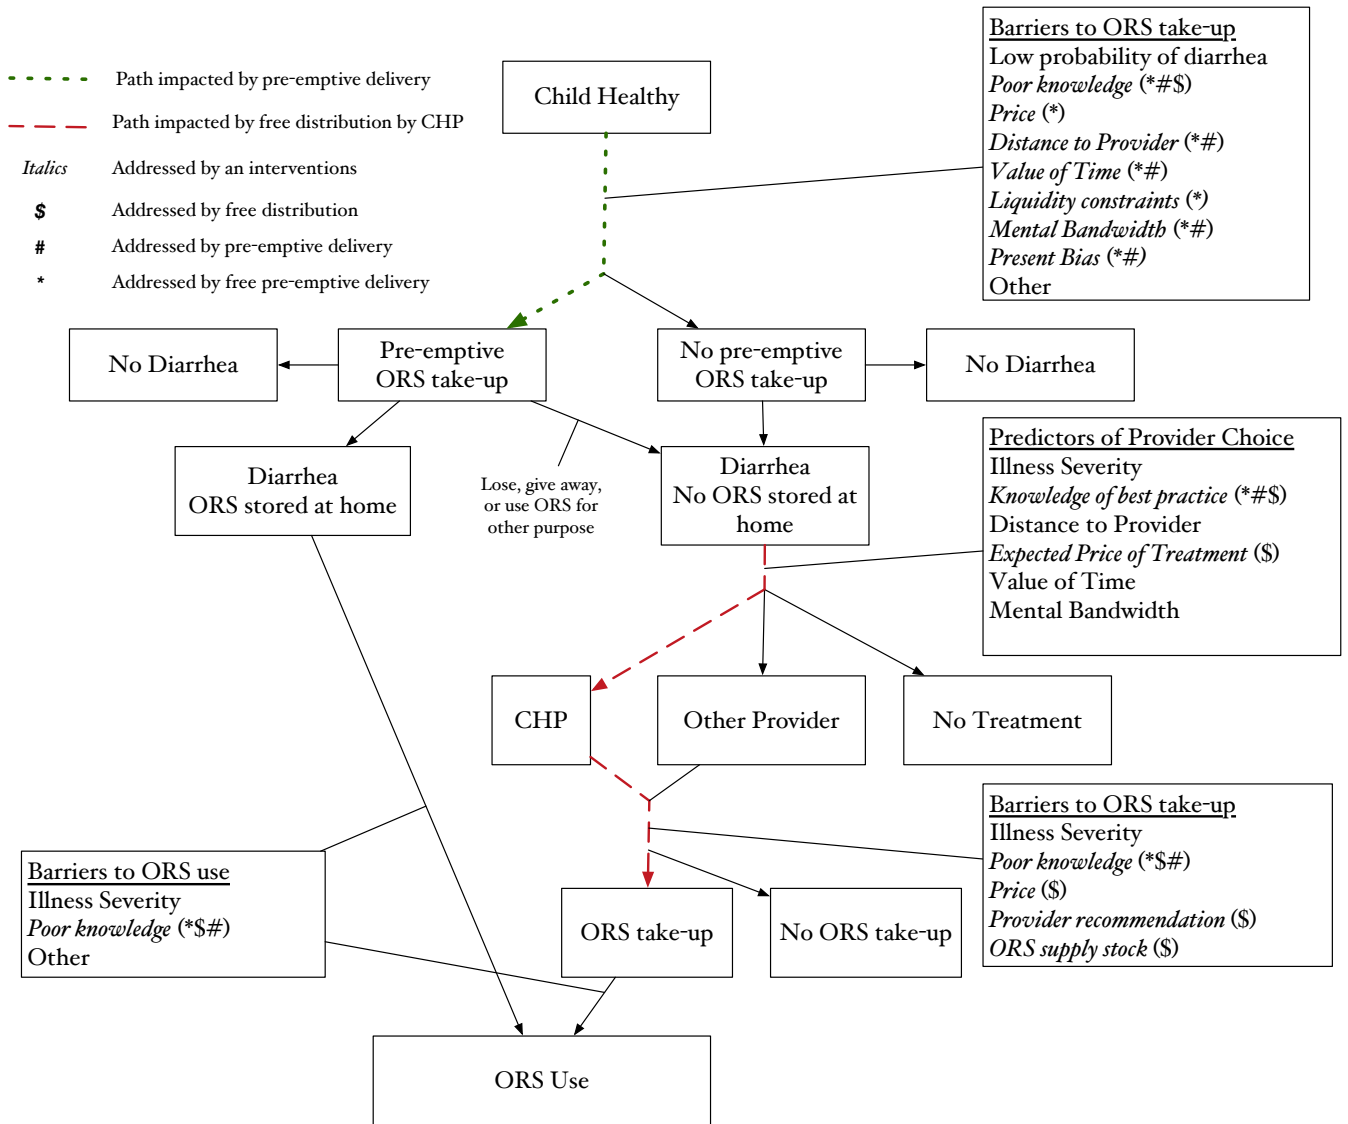 Path impacted by pre-emptive delivery
Path impacted by free distribution by CHP
Italics Addressed by an interventions
$ Addressed by free distribution
# Addressed by pre-emptive delivery
* Addressed by free pre-emptive delivery
Child Healthy
Barriers to ORS take-up
Low probability of diarrhea
Poor knowledge (*#$)
Price (*)
Distance to Provider (*#)
Value of Time (*#)
Liquidity constraints (*)
Mental Bandwidth (*#)
Present Bias (*#)
Other
No Diarrhea
Pre-emptive
ORS take-up
No pre-emptive
ORS take-up
No Diarrhea
Diarrhea
ORS stored at home
Lose, give away,
or use ORS for
other purpose
Diarrhea
No ORS stored at
home
Predictors of Provider Choice
Illness Severity
Knowledge of best practice (*#$)
Distance to Provider
Expected Price of Treatment ($)
Value of Time
Mental Bandwidth
CHP
Other Provider
No Treatment
Barriers to ORS take-up
Illness Severity
Poor knowledge (*$#)
Price ($)
Provider recommendation ($)
ORS supply stock ($)
Barriers to ORS use
Illness Severity
Poor knowledge (*$#)
Other
ORS take-up
No ORS take-up
ORS Use